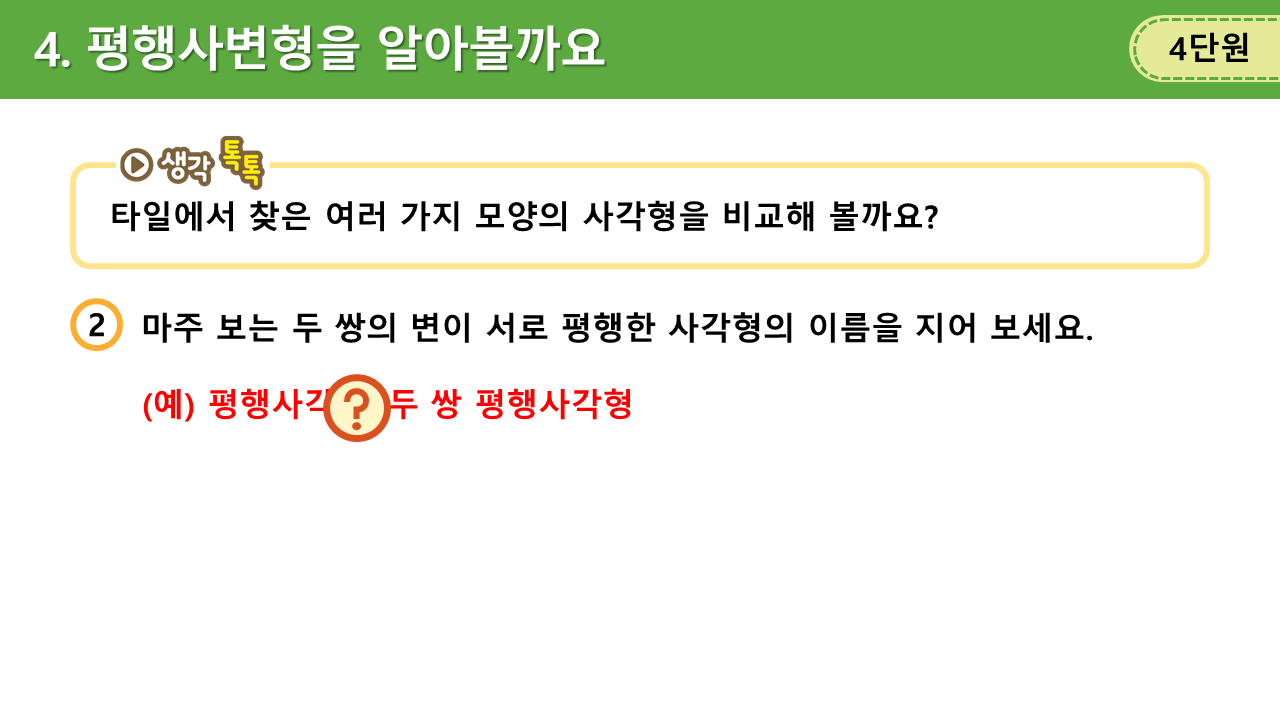 4. 평행사변형을 알아볼까요
4단원
생각 톡톡
타일에서 찾은 여러 가지 모양의 사각형을 비교해 볼까요?
2 마주 보는 두 쌍의 변이 서로 평행한 사각형의 이름을 지어 보세요.
(예) 평행사각 ? 두 쌍 평행사각형